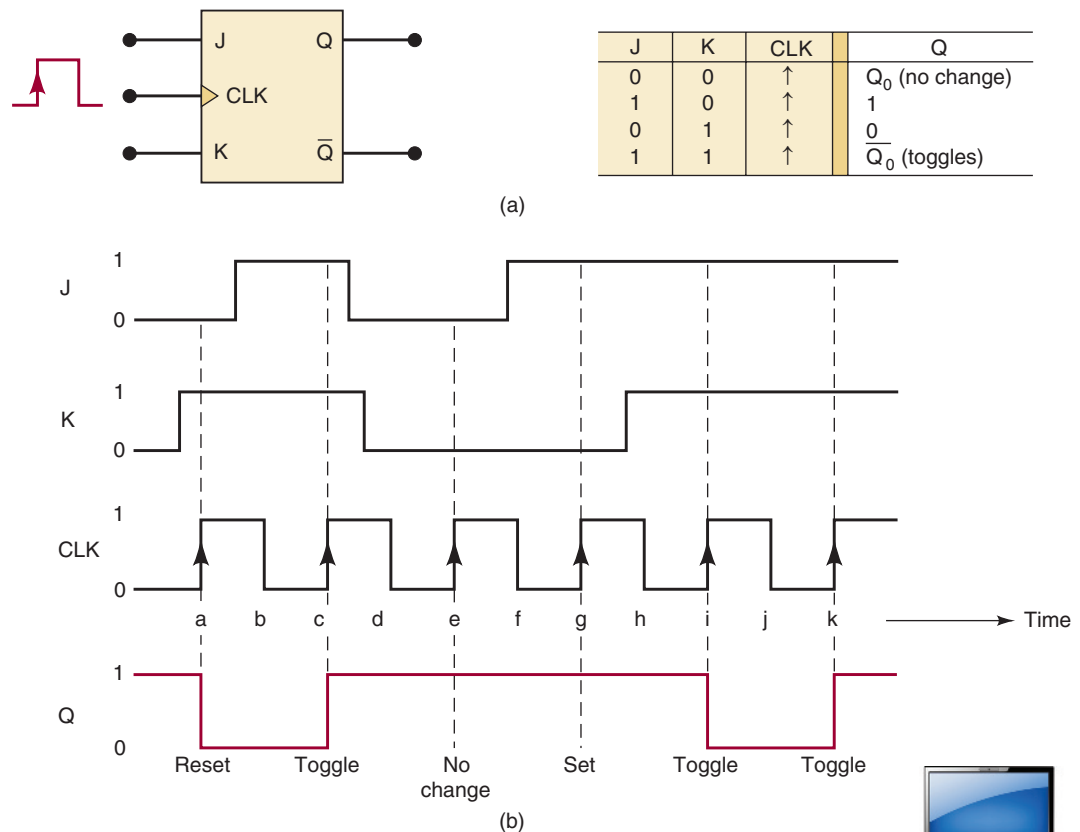 J Q
CLK
K Q̅
J K CLK Q
0 0 ↑ Q₀ (no change)
1 0 ↑ 1
0 1 ↑ 0
1 1 ↑ Q̅₀ (toggles)
(a)
1
J
0
1
K
0
1
CLK
0
a b c d e f g h i j k Time
1
Q
0
Reset Toggle No change Set Toggle Toggle
(b)